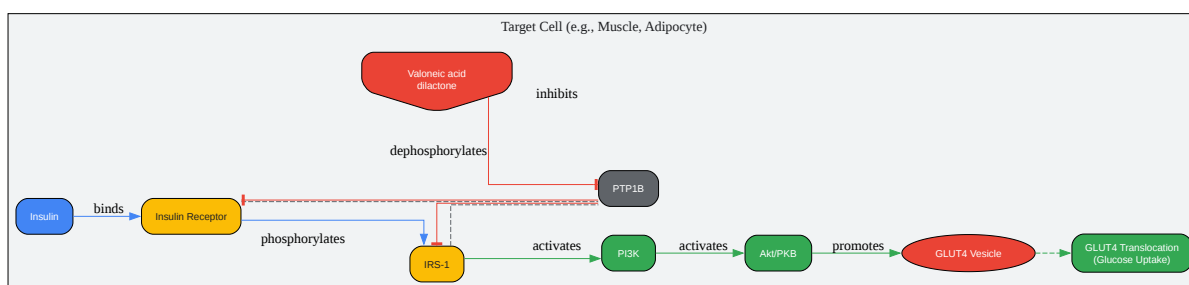 Target Cell (e.g., Muscle, Adipocyte)
Valoneic acid
dilactone
inhibits
dephosphorylates
PTP1B
Insulin
binds
Insulin Receptor
phosphorylates
IRS-1
activates
PI3K
activates
Akt/PKB
promotes
GLUT4 Vesicle
GLUT4 Translocation
(Glucose Uptake)